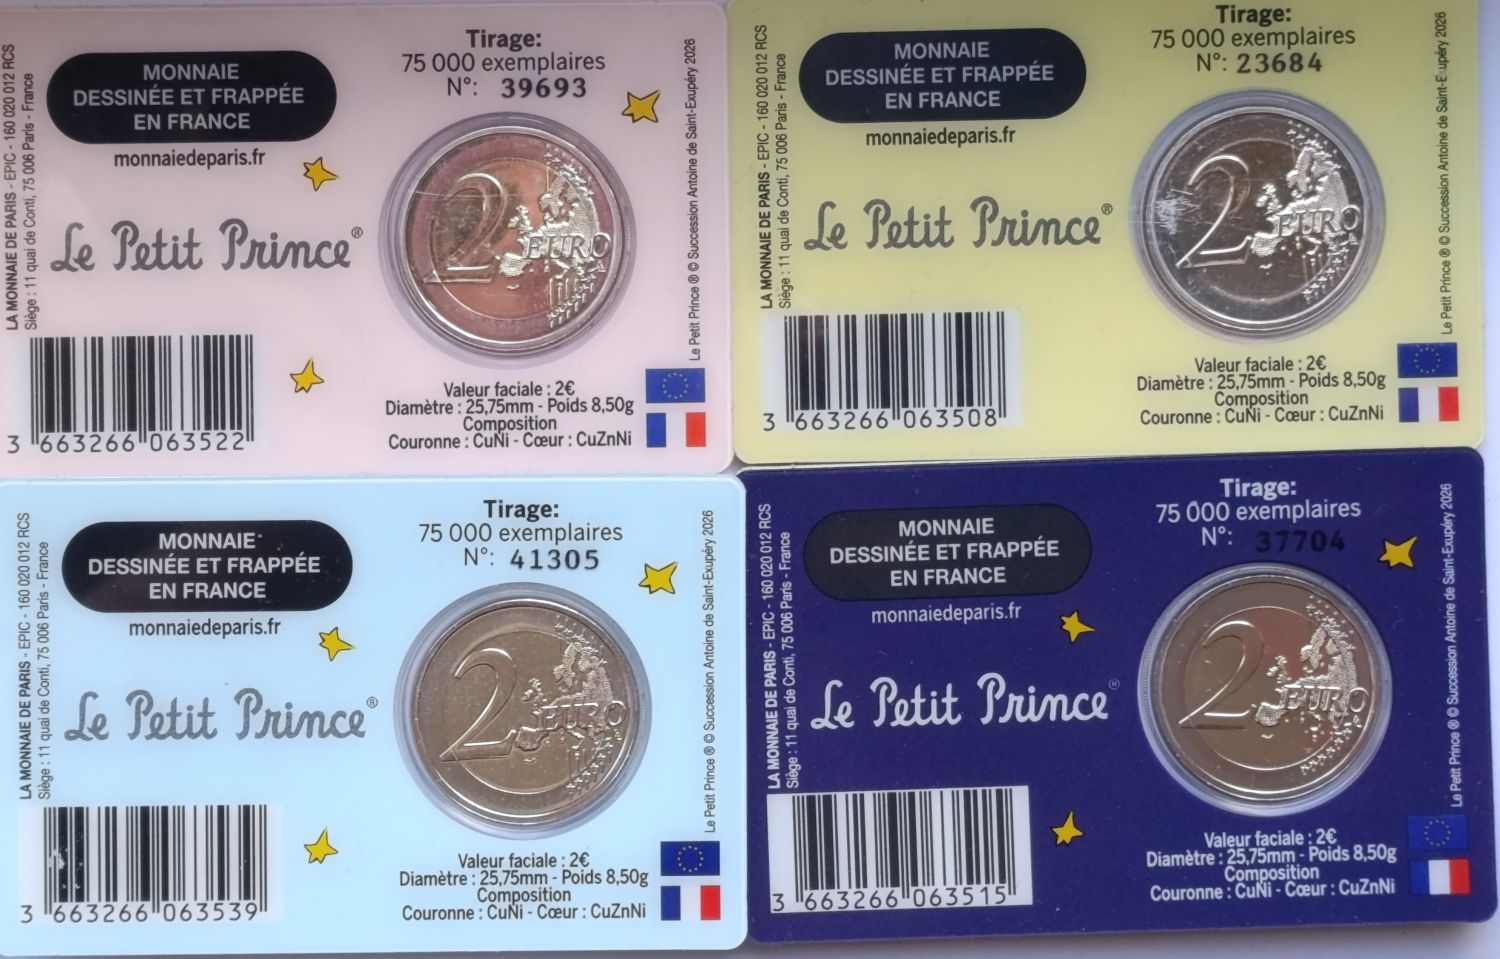 LA MONNAIE DE PARIS - EPIC - 160 020 012 RCS
Siège : 11 quai de Conti, 75 006 Paris - France
MONNAIE
DESSINÉE ET FRAPPÉE
EN FRANCE
monnaiedeparis.fr
Le Petit Prince®
3 663266 063522
Tirage:
75 000 exemplaires
N°: 39693
2 EURO
Valeur faciale : 2€
Diamètre : 25,75mm - Poids 8,50g
Composition
Couronne : CuNi - Cœur : CuZnNi
Le Petit Prince ® © Succession Antoine de Saint-Exupéry 2026
LA MONNAIE DE PARIS - EPIC - 160 020 012 RCS
Siège : 11 quai de Conti, 75 006 Paris - France
MONNAIE
DESSINÉE ET FRAPPÉE
EN FRANCE
monnaiedeparis.fr
Le Petit Prince®
3 663266 063508
Tirage:
75 000 exemplaires
N°: 23684
2 EURO
Valeur faciale : 2€
Diamètre : 25,75mm - Poids 8,50g
Composition
Couronne : CuNi - Cœur : CuZnNi
Le Petit Prince ® © Succession Antoine de Saint-Exupéry 2026
LA MONNAIE DE PARIS - EPIC - 160 020 012 RCS
Siège : 11 quai de Conti, 75 006 Paris - France
MONNAIE
DESSINÉE ET FRAPPÉE
EN FRANCE
monnaiedeparis.fr
Le Petit Prince®
3 663266 063539
Tirage:
75 000 exemplaires
N°: 41305
2 EURO
Valeur faciale : 2€
Diamètre : 25,75mm - Poids 8,50g
Composition
Couronne : CuNi - Cœur : CuZnNi
Le Petit Prince ® © Succession Antoine de Saint-Exupéry 2026
LA MONNAIE DE PARIS - EPIC - 160 020 012 RCS
Siège : 11 quai de Conti, 75 006 Paris - France
MONNAIE
DESSINÉE ET FRAPPÉE
EN FRANCE
monnaiedeparis.fr
Le Petit Prince®
3 663266 063515
Tirage:
75 000 exemplaires
N°: 37704
2 EURO
Valeur faciale : 2€
Diamètre : 25,75mm - Poids 8,50g
Composition
Couronne : CuNi - Cœur : CuZnNi
Le Petit Prince ® © Succession Antoine de Saint-Exupéry 2026